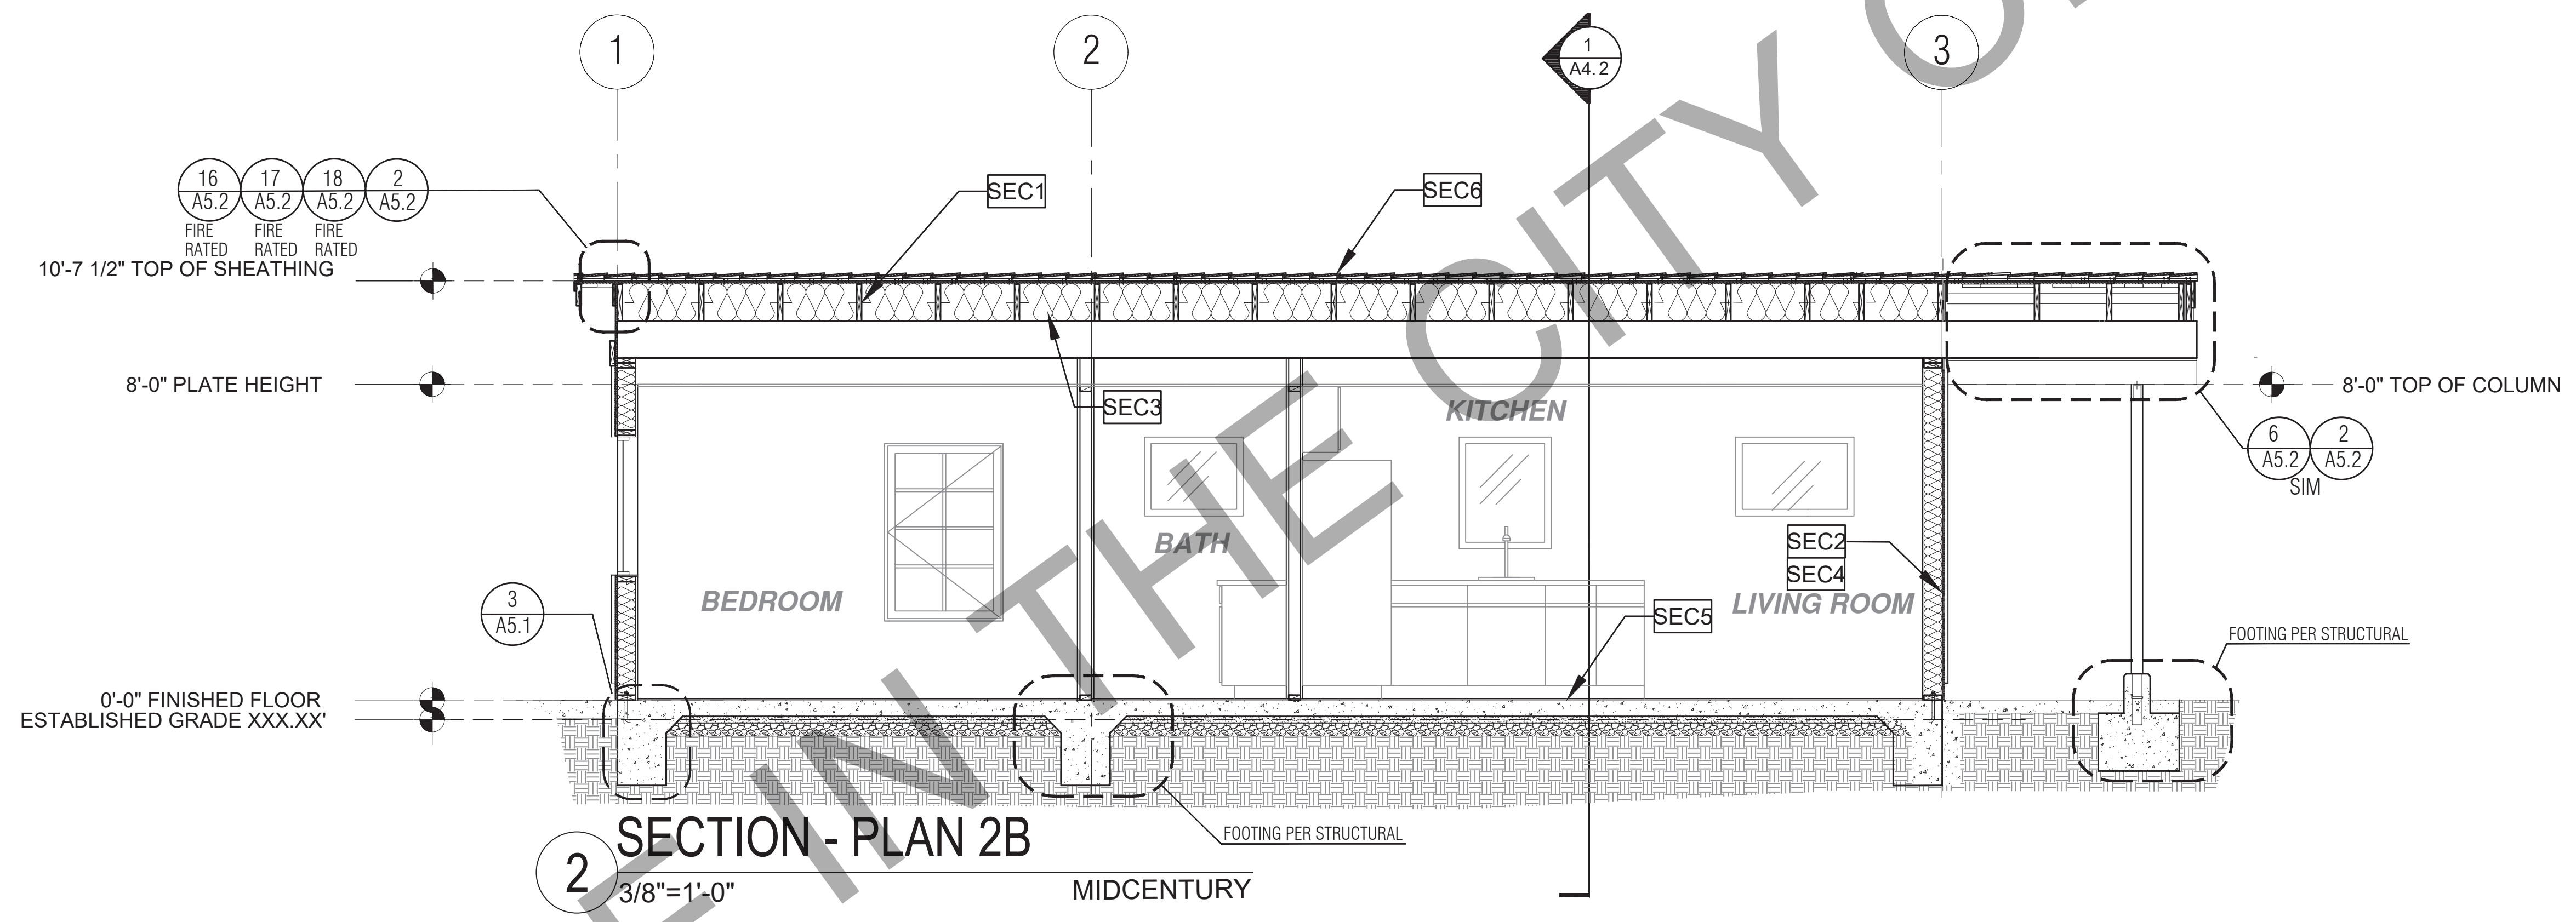 1
2
1
A4.2
3
16
A5.2
17
A5.2
18
A5.2
2
A5.2
FIRE
RATED
FIRE
RATED
FIRE
RATED
SEC1
SEC6
10'-7 1/2" TOP OF SHEATHING
8'-0" PLATE HEIGHT
8'-0" TOP OF COLUMN
SEC3
KITCHEN
6
A5.2
2
A5.2
SIM
BATH
SEC2
SEC4
BEDROOM
LIVING ROOM
3
A5.1
SEC5
FOOTING PER STRUCTURAL
0'-0" FINISHED FLOOR
ESTABLISHED GRADE XXX.XX'
FOOTING PER STRUCTURAL
2
SECTION - PLAN 2B
3/8"=1'-0"
MIDCENTURY
IN THE CITY